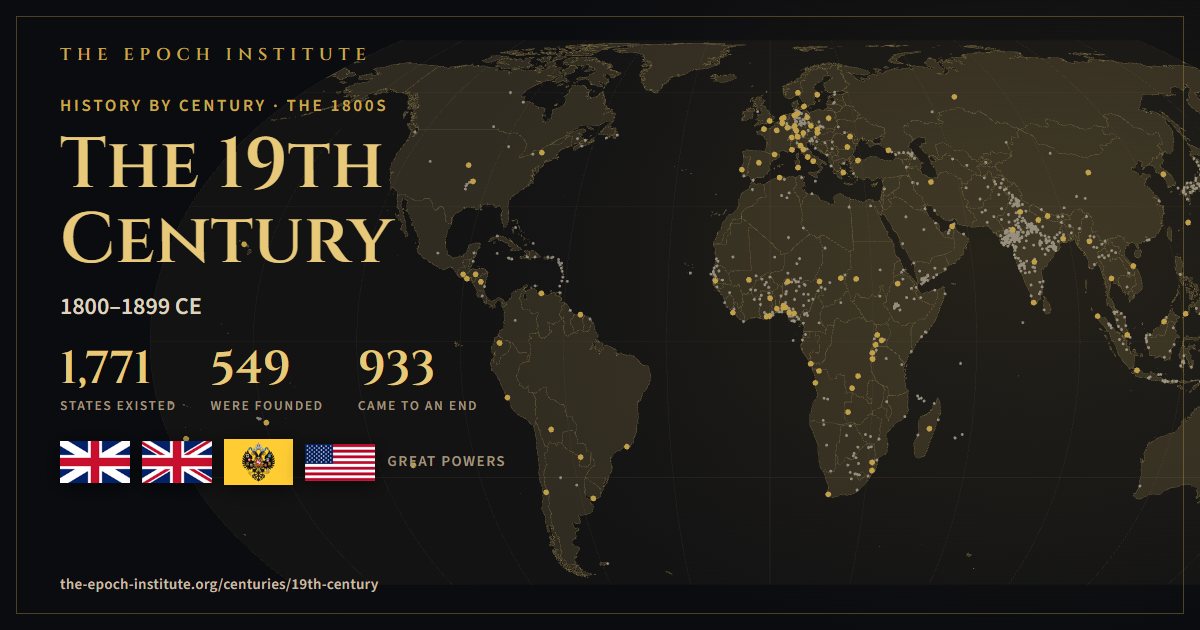 THE EPOCH INSTITUTE
HISTORY BY CENTURY · THE 1800S
THE 19TH
CENTURY
1800–1899 CE
1,771 549 933
STATES EXISTED WERE FOUNDED CAME TO AN END
GREAT POWERS
the-epoch-institute.org/centuries/19th-century